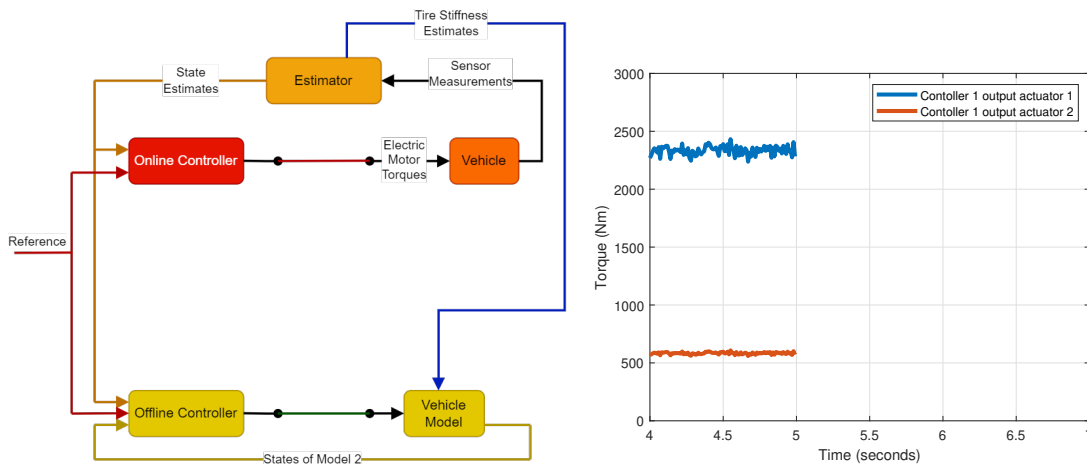 Tire Stiffness
Estimates
State
Estimates
Estimator
Sensor
Measurements
Online Controller
Electric
Motor
Torques
Vehicle
Reference
Offline Controller
Vehicle
Model
States of Model 2
3000
2500
2000
1500
1000
500
0
Torque (Nm)
4
4.5
5
5.5
6
6.5
7
Time (seconds)
Contoller 1 output actuator 1
Contoller 1 output actuator 2